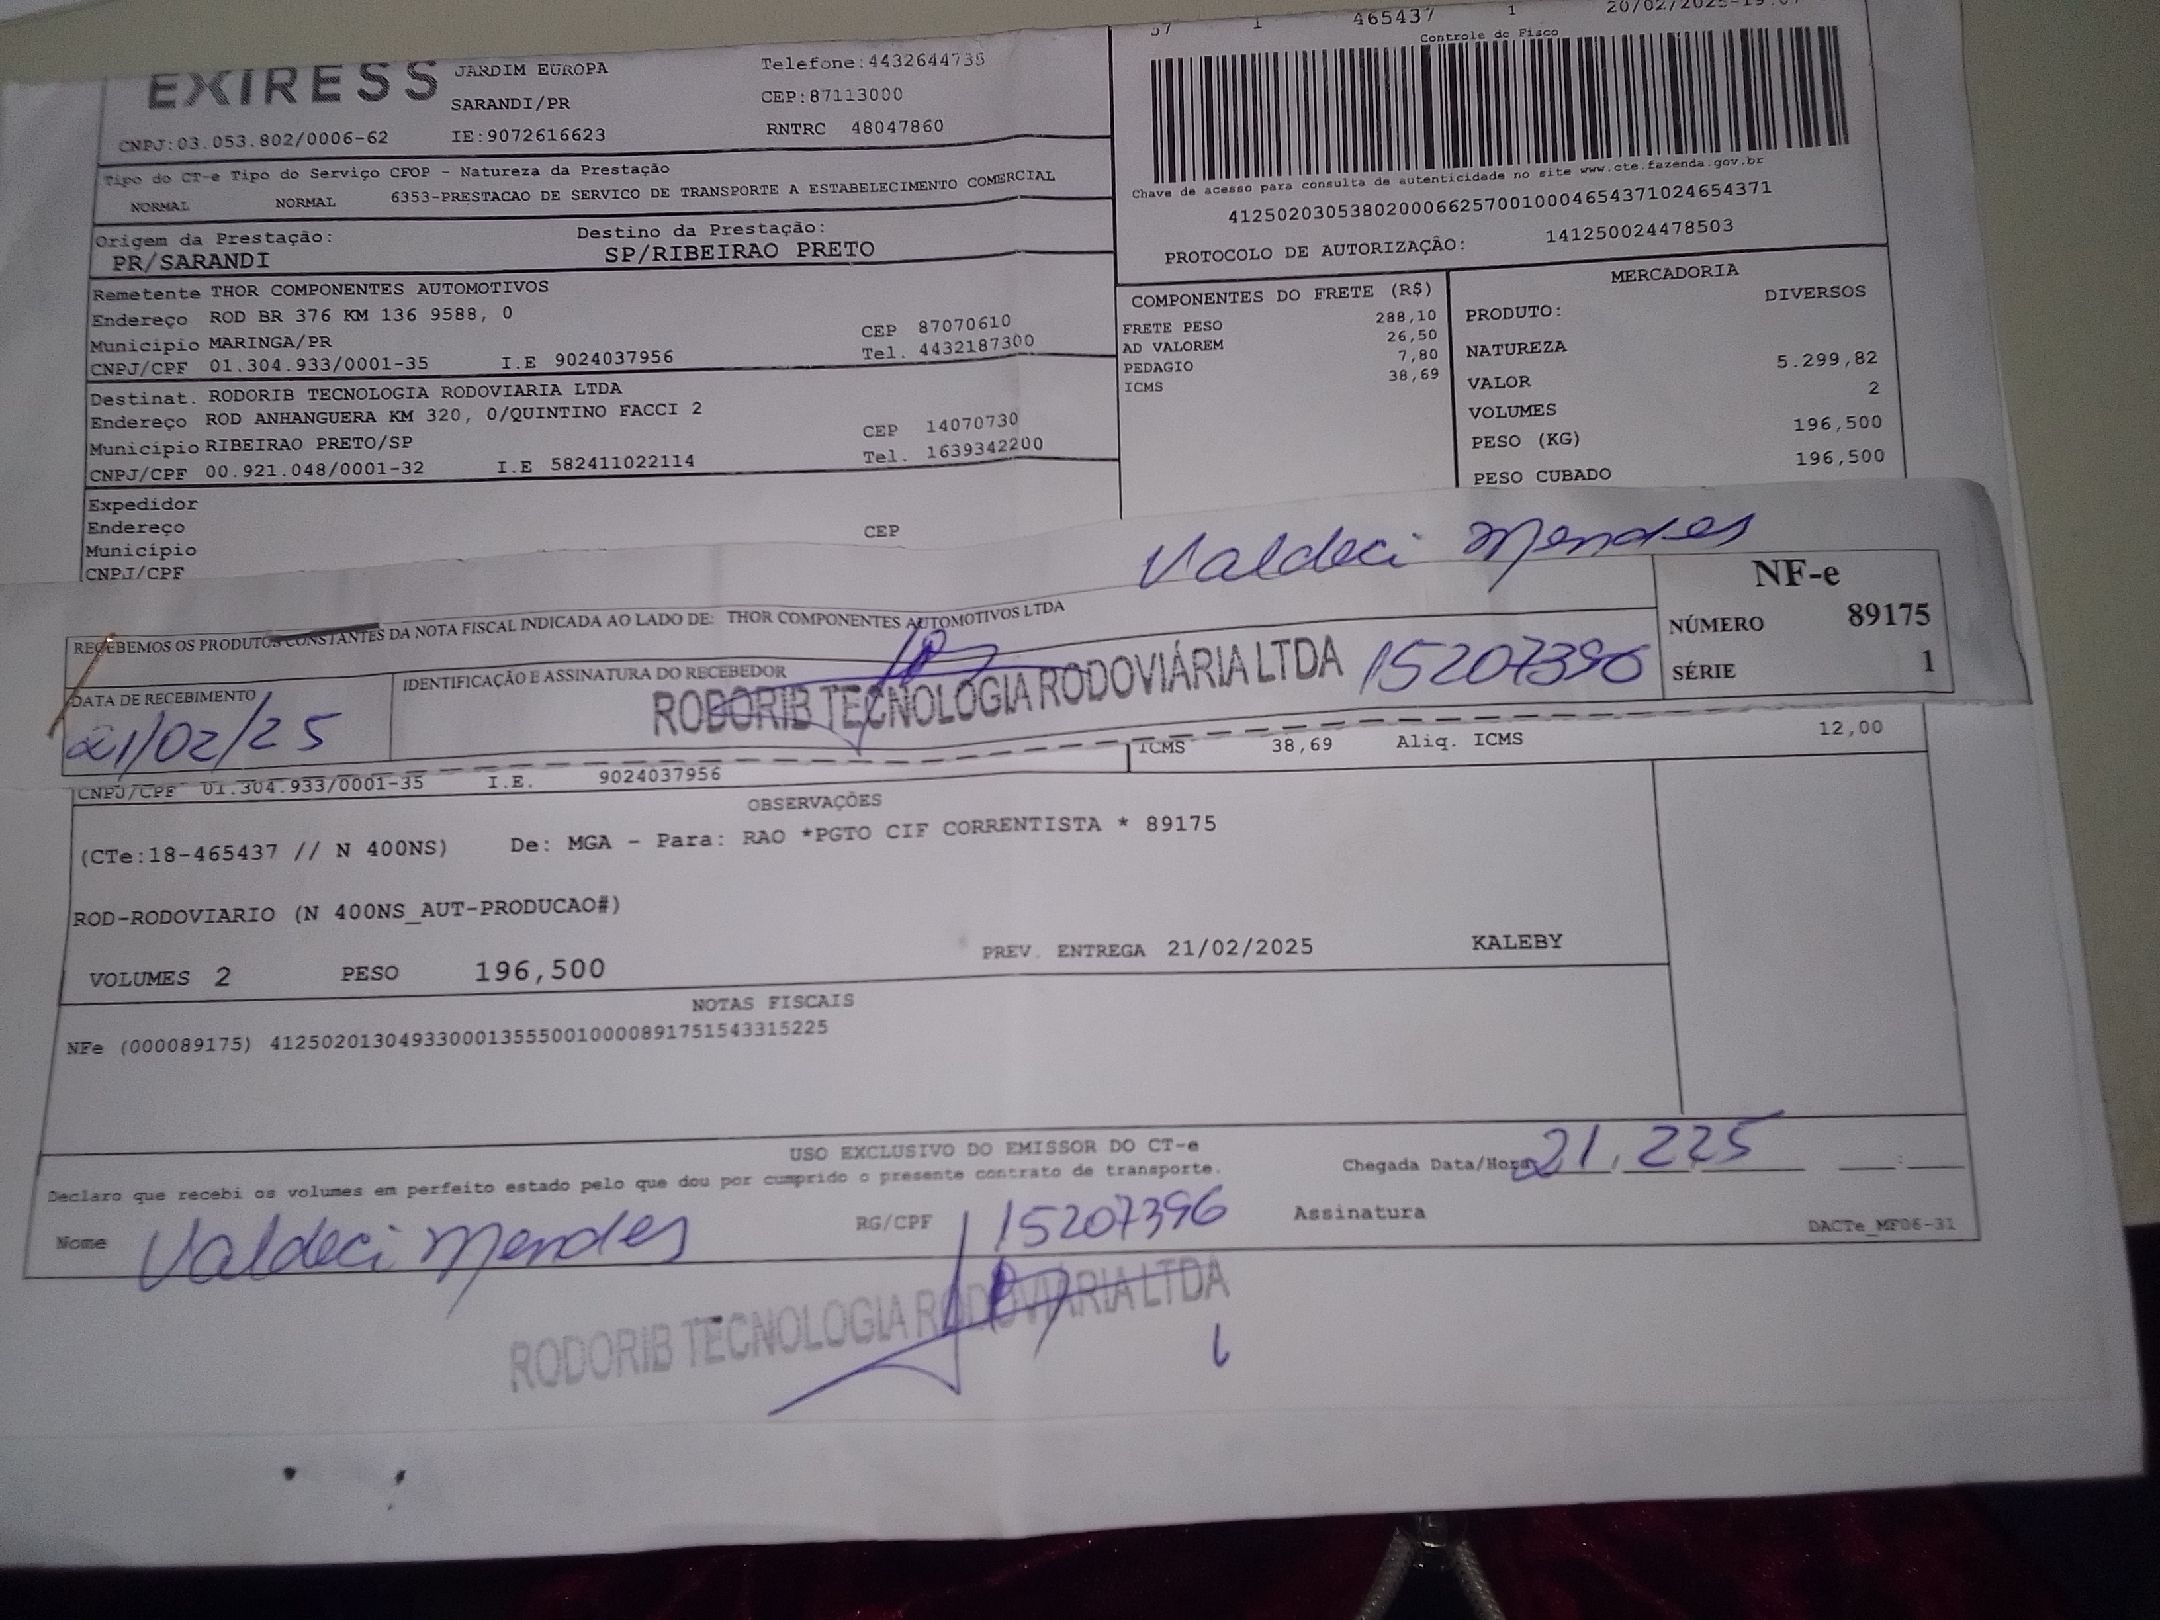 57 1 465437 1
EXIRESS
JARDIM EUROPA Telefone:4432644735
SARANDI/PR CEP:87113000
CNPJ:03.053.802/0006-62 IE:9072616623 RNTRC 48047860
Controle do Fisco
Tipo do CT-e Tipo do Serviço CFOP - Natureza da Prestação
NORMAL NORMAL 6353-PRESTACAO DE SERVICO DE TRANSPORTE A ESTABELECIMENTO COMERCIAL
Chave de acesso para consulta de autenticidade no site www.cte.fazenda.gov.br
41250203053802000662570010004654371024654371
PROTOCOLO DE AUTORIZAÇÃO: 141250024478503
Origem da Prestação: Destino da Prestação:
PR/SARANDI SP/RIBEIRAO PRETO
Remetente THOR COMPONENTES AUTOMOTIVOS
Endereço ROD BR 376 KM 136 9588, 0 CEP 87070610
Município MARINGA/PR Tel. 4432187300
CNPJ/CPF 01.304.933/0001-35 I.E 9024037956
Destinat. RODORIB TECNOLOGIA RODOVIARIA LTDA
Endereço ROD ANHANGUERA KM 320, 0/QUINTINO FACCI 2 CEP 14070730
Município RIBEIRAO PRETO/SP Tel. 1639342200
CNPJ/CPF 00.921.048/0001-32 I.E 582411022114
Expedidor
Endereço CEP
Município
CNPJ/CPF
COMPONENTES DO FRETE (R$)
FRETE PESO 288,10
AD VALOREM 26,50
PEDAGIO 7,80
ICMS 38,69
MERCADORIA
PRODUTO: DIVERSOS
NATUREZA
VALOR 5.299,82
VOLUMES 2
PESO (KG) 196,500
PESO CUBADO 196,500
Valdeci Mendes
RECEBEMOS OS PRODUTOS CONSTANTES DA NOTA FISCAL INDICADA AO LADO DE: THOR COMPONENTES AUTOMOTIVOS LTDA
DATA DE RECEBIMENTO IDENTIFICAÇÃO E ASSINATURA DO RECEBEDOR
21/02/25 RODORIB TECNOLOGIA RODOVIÁRIA LTDA 15207396
NF-e
NÚMERO 89175
SÉRIE 1
ICMS 38,69 Aliq. ICMS 12,00
CNPJ/CPF 01.304.933/0001-35 I.E. 9024037956
OBSERVAÇÕES
(CTe:18-465437 // N 400NS) De: MGA - Para: RAO *PGTO CIF CORRENTISTA * 89175
ROD-RODOVIARIO (N 400NS_AUT-PRODUCAO#)
VOLUMES 2 PESO 196,500 PREV. ENTREGA 21/02/2025 KALEBY
NOTAS FISCAIS
NFe (000089175) 41250201304933000135550010000891751543315225
USO EXCLUSIVO DO EMISSOR DO CT-e
Declaro que recebi os volumes em perfeito estado pelo que dou por cumprido o presente contrato de transporte. Chegada Data/Hora 21, 2 25 :
Nome Valdeci Mendes RG/CPF 15207396 Assinatura DACTe_MF06-31
RODORIB TECNOLOGIA RODOVIÁRIA LTDA